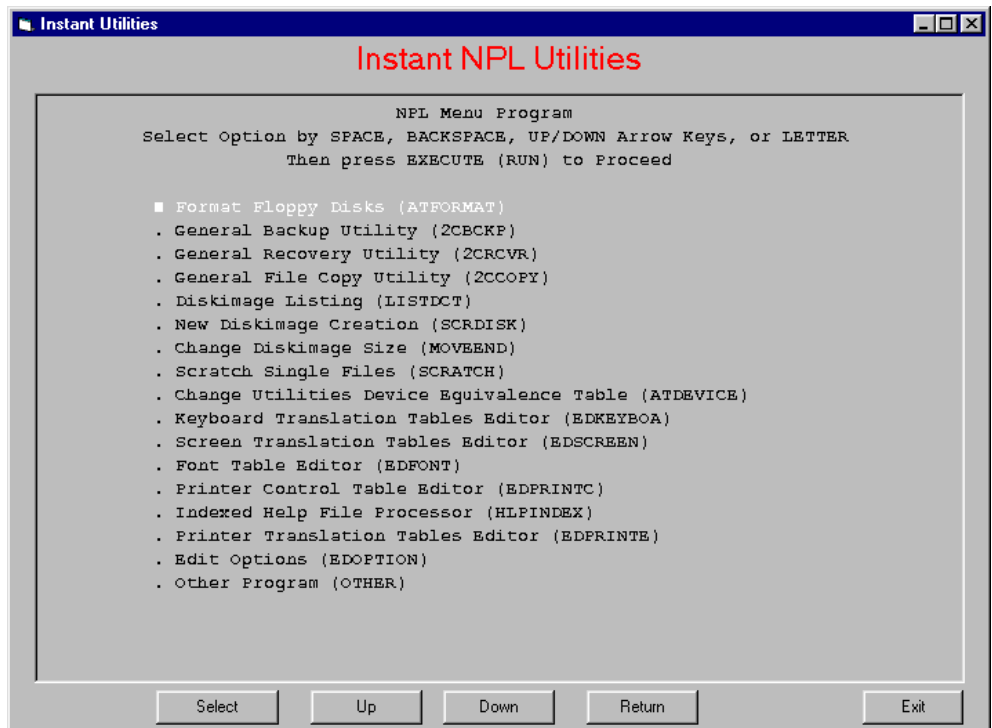 Instant Utilities
Instant NPL Utilities
NPL Menu Program
Select Option by SPACE, BACKSPACE, UP/DOWN Arrow Keys, or LETTER
Then press EXECUTE (RUN) to Proceed
Format Floppy Disks (ATFORMAT)
. General Backup Utility (2CBCKP)
. General Recovery Utility (2CRCVR)
. General File Copy Utility (2CCOPY)
. Diskimage Listing (LISTDCT)
. New Diskimage Creation (SCRDISK)
. Change Diskimage Size (MOVEEND)
. Scratch Single Files (SCRATCH)
. Change Utilities Device Equivalence Table (ATDEVICE)
. Keyboard Translation Tables Editor (EDKEYBOA)
. Screen Translation Tables Editor (EDSCREEN)
. Font Table Editor (EDFONT)
. Printer Control Table Editor (EDPRINTC)
. Indexed Help File Processor (HLPINDEX)
. Printer Translation Tables Editor (EDPRINTE)
. Edit Options (EDOPTION)
. Other Program (OTHER)
Select Up Down Return Exit